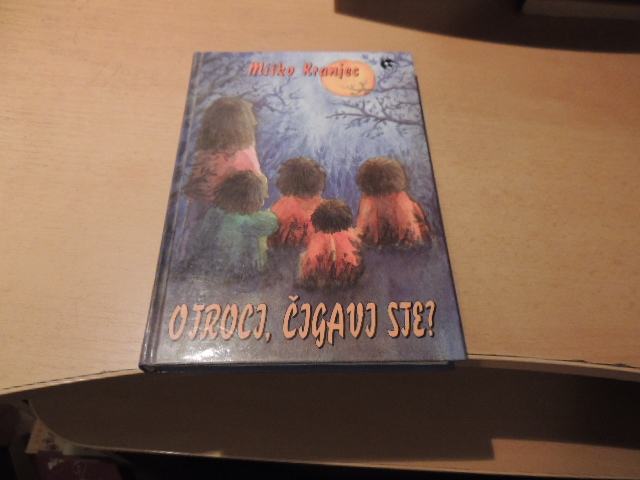 Miško Kranjec
OTROCI, ČIGAVI STE?